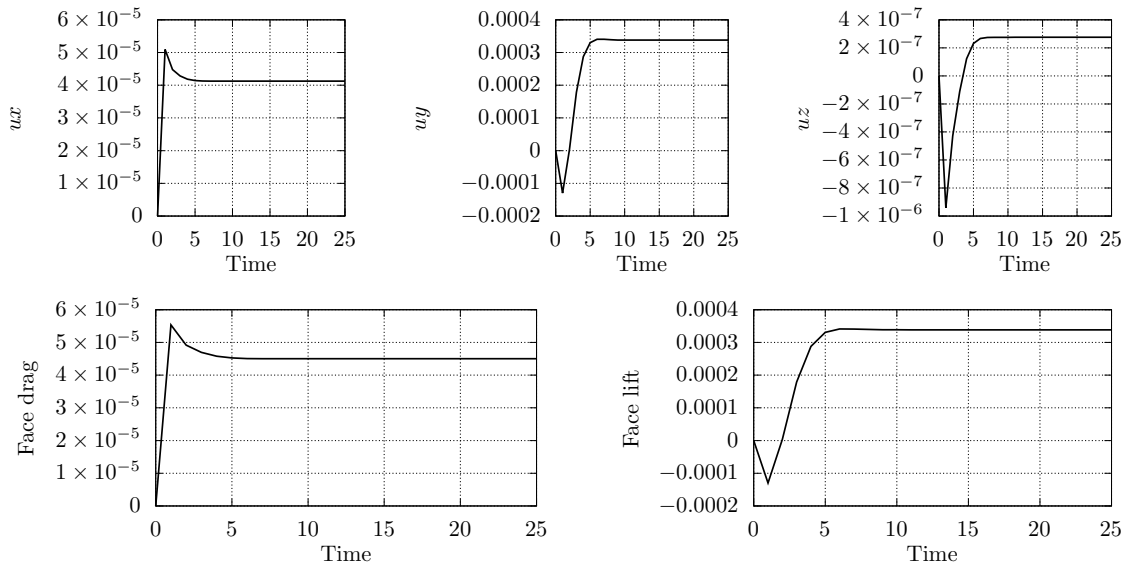 ux
6 × 10⁻⁵
5 × 10⁻⁵
4 × 10⁻⁵
3 × 10⁻⁵
2 × 10⁻⁵
1 × 10⁻⁵
0
0 5 10 15 20 25
Time
uy
0.0004
0.0003
0.0002
0.0001
0
−0.0001
−0.0002
0 5 10 15 20 25
Time
uz
4 × 10⁻⁷
2 × 10⁻⁷
0
−2 × 10⁻⁷
−4 × 10⁻⁷
−6 × 10⁻⁷
−8 × 10⁻⁷
−1 × 10⁻⁶
0 5 10 15 20 25
Time
Face drag
6 × 10⁻⁵
5 × 10⁻⁵
4 × 10⁻⁵
3 × 10⁻⁵
2 × 10⁻⁵
1 × 10⁻⁵
0
0 5 10 15 20 25
Time
Face lift
0.0004
0.0003
0.0002
0.0001
0
−0.0001
−0.0002
0 5 10 15 20 25
Time